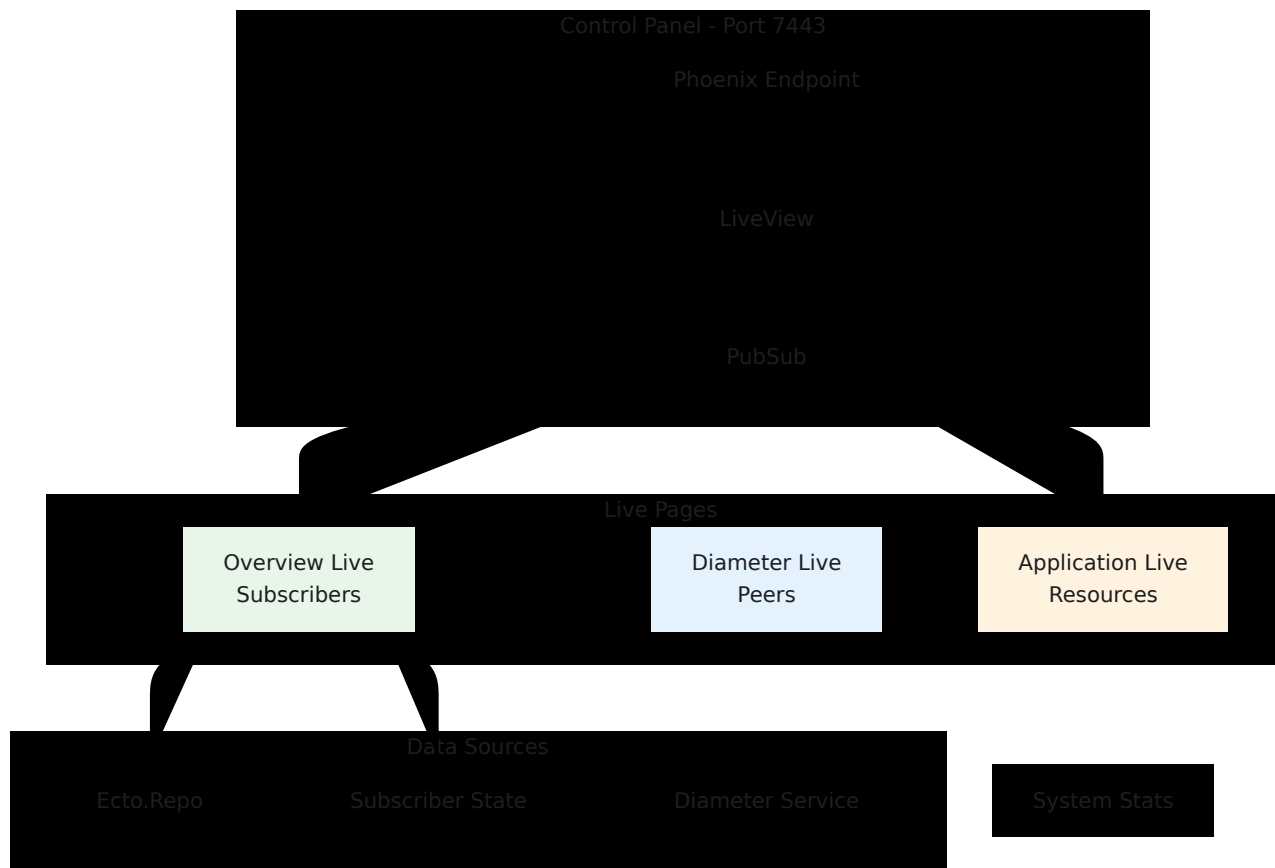 Control Panel - Port 7443
Phoenix Endpoint
LiveView
PubSub
Live Pages
Overview Live
Subscribers
Diameter Live
Peers
Application Live
Resources
Data Sources
Ecto.Repo
Subscriber State
Diameter Service
System Stats